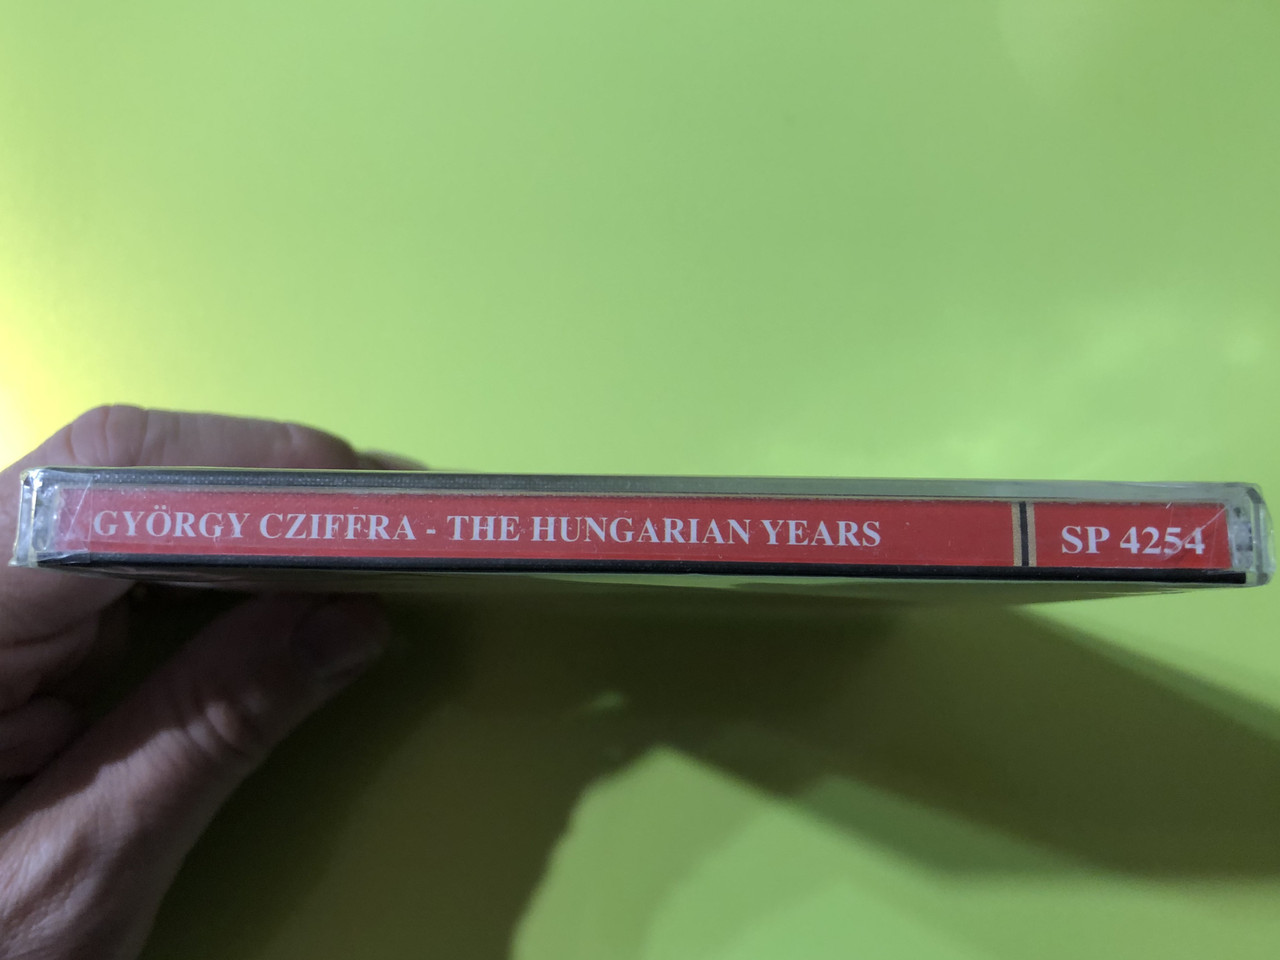 GYÖRGY CZIFFRA - THE HUNGARIAN YEARS SP 4254